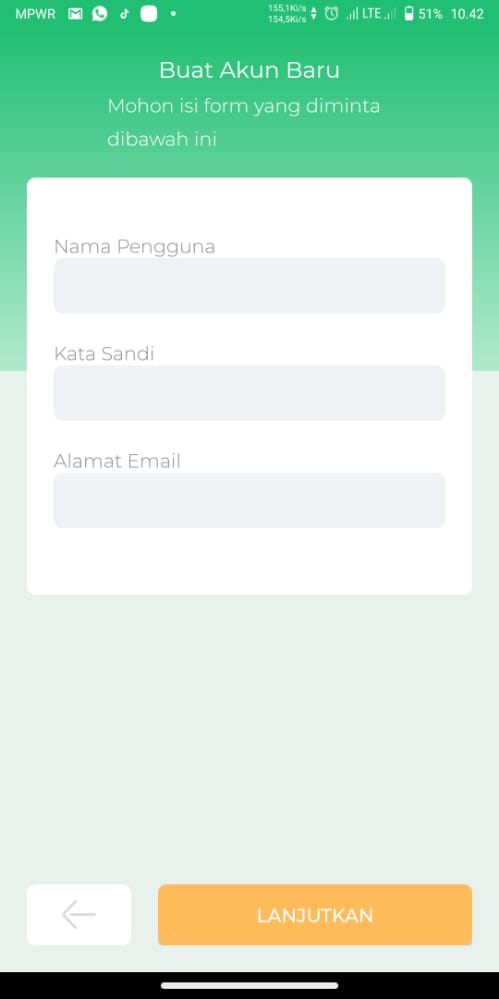 MPWR 155,1Ki/s LTE 51% 10.42
154,5Ki/s
Buat Akun Baru
Mohon isi form yang diminta
dibawah ini
Nama Pengguna
Kata Sandi
Alamat Email
LANJUTKAN